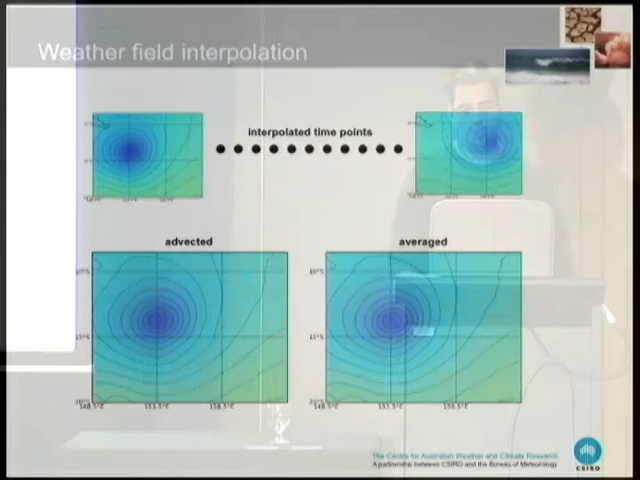 Weather field interpolation
interpolated time points
advected
averaged
10°S
10°S
15°S
15°S
20°S
148.5°E
153.5°E
158.5°E
148.5°E
153.5°E
158.5°E
The Centre for Australian Weather and Climate Research
A partnership between CSIRO and the Bureau of Meteorology
CSIRO